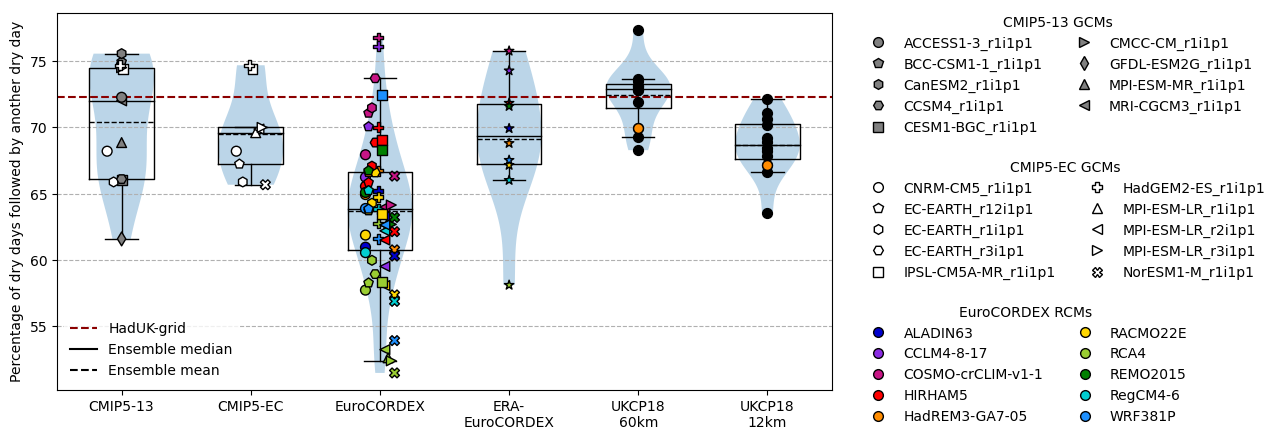 Percentage of dry days followed by another dry day
75
70
65
60
55
HadUK-grid
Ensemble median
Ensemble mean
CMIP5-13
CMIP5-EC
EuroCORDEX
ERA-
EuroCORDEX
UKCP18
60km
UKCP18
12km
CMIP5-13 GCMs
ACCESS1-3_r1i1p1
BCC-CSM1-1_r1i1p1
CanESM2_r1i1p1
CCSM4_r1i1p1
CESM1-BGC_r1i1p1
CMCC-CM_r1i1p1
GFDL-ESM2G_r1i1p1
MPI-ESM-MR_r1i1p1
MRI-CGCM3_r1i1p1
CMIP5-EC GCMs
CNRM-CM5_r1i1p1
EC-EARTH_r12i1p1
EC-EARTH_r1i1p1
EC-EARTH_r3i1p1
IPSL-CM5A-MR_r1i1p1
HadGEM2-ES_r1i1p1
MPI-ESM-LR_r1i1p1
MPI-ESM-LR_r2i1p1
MPI-ESM-LR_r3i1p1
NorESM1-M_r1i1p1
EuroCORDEX RCMs
ALADIN63
CCLM4-8-17
COSMO-crCLIM-v1-1
HIRHAM5
HadREM3-GA7-05
RACMO22E
RCA4
REMO2015
RegCM4-6
WRF381P